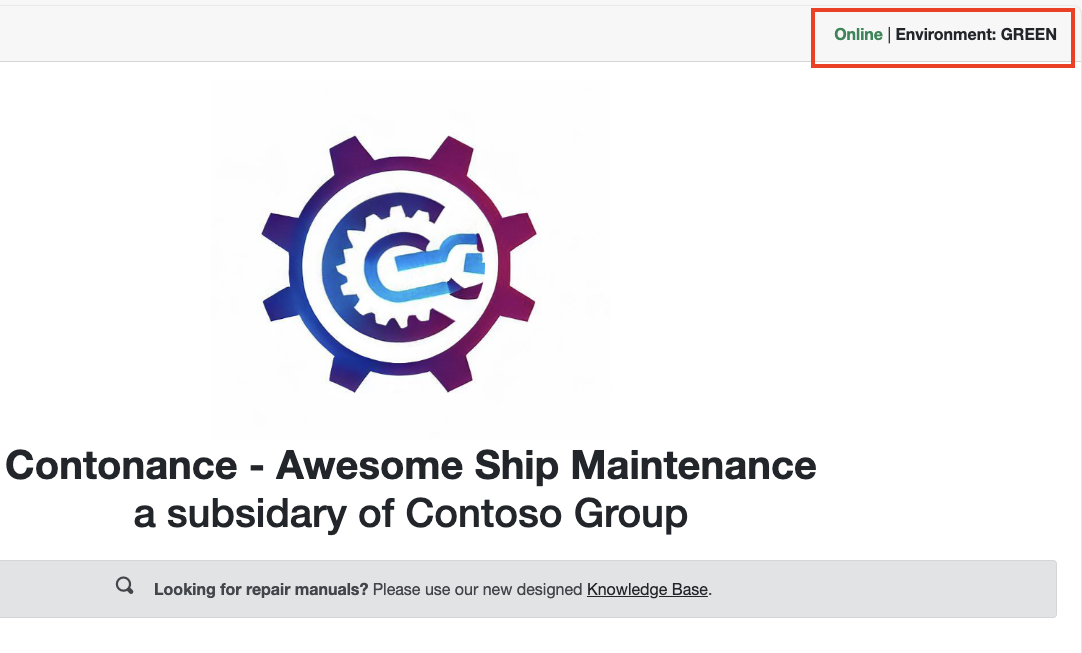 Online | Environment: GREEN
Contonance - Awesome Ship Maintenance
a subsidary of Contoso Group
Looking for repair manuals? Please use our new designed Knowledge Base.